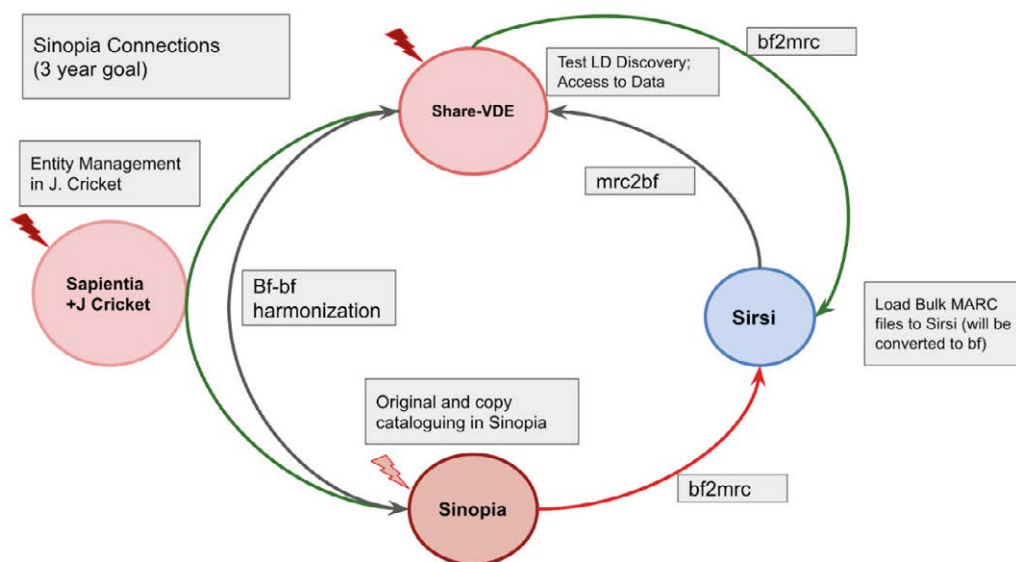 Sinopia Connections
(3 year goal)
bf2mrc
Test LD Discovery;
Access to Data
Share-VDE
Entity Management
in J. Cricket
mrc2bf
Sapientia
+J Cricket
Bf-bf
harmonization
Sirsi
Load Bulk MARC
files to Sirsi (will be
converted to bf)
Original and copy
cataloguing in Sinopia
bf2mrc
Sinopia